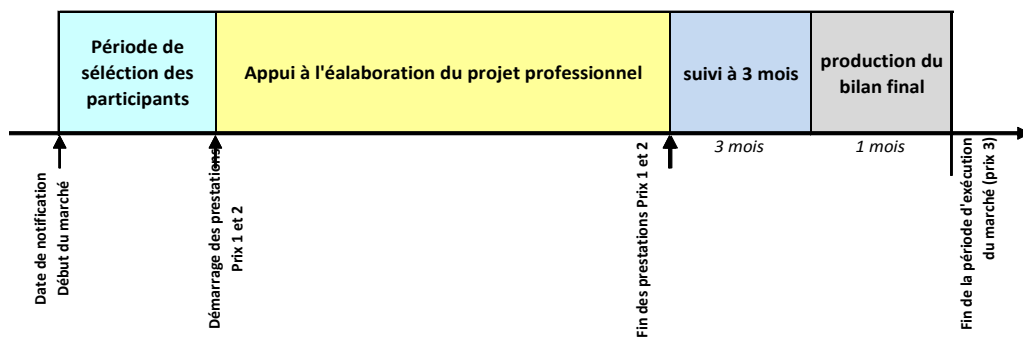 Période de
séléction des
participants
Appui à l'éalaboration du projet professionnel
suivi à 3 mois
production du
bilan final
3 mois
1 mois
Date de notification
Début du marché
Démarrage des prestations
Prix 1 et 2
Fin des prestations Prix 1 et 2
Fin de la période d'exécution
du marché (prix 3)